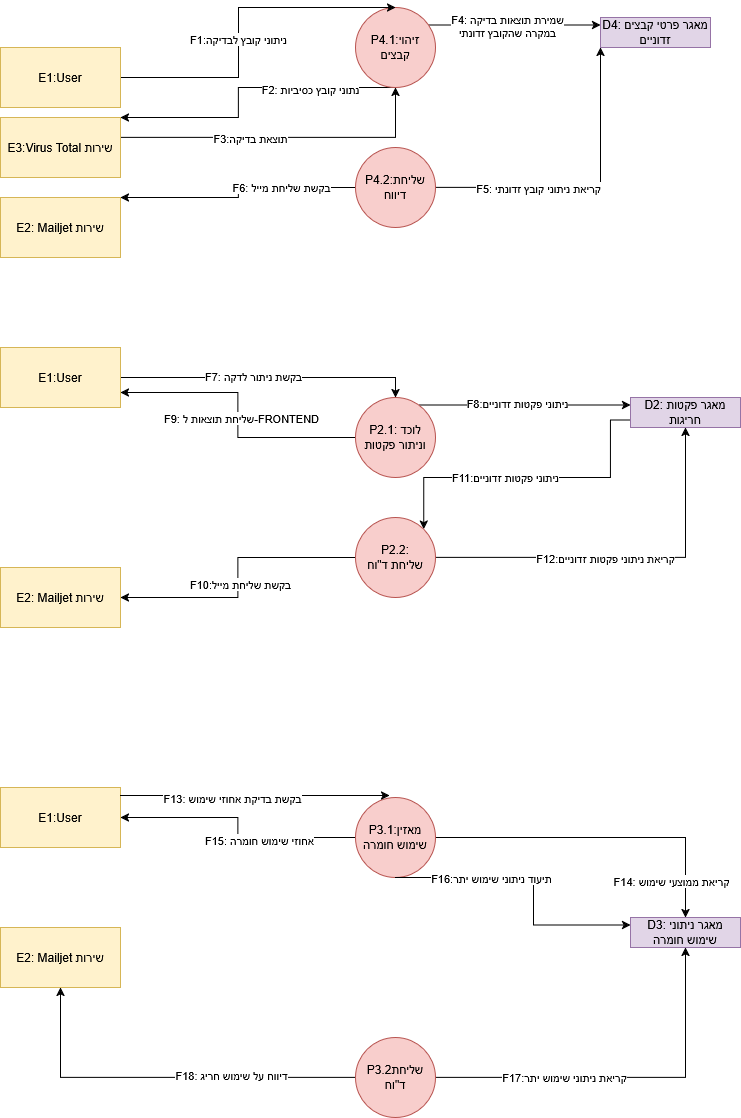 F1:ניתוני קובץ לבדיקה
P4.1:זיהוי
קבצים
F4: שמירת תוצאות בדיקה
במקרה שהקובץ זדוני
D4: מאגר פרטי קבצים
זדוניים
E1:User
F2: נתוני קובץ כסיביות
F3:תוצאת בדיקה
E3:Virus Total שירות
P4.2:שליחת
דיווח
F6: בקשת שליחת מייל
F5: קריאת ניתוני קובץ זדונתי
E2: Mailjet שירות
E1:User
F7: בקשת ניתור לדקה
F9: שליחת תוצאות ל-FRONTEND
P2.1: לוכד
וניתור פקטות
F8:ניתוני פקטות זדוניים
D2: מאגר פקטות
חריגות
F11:ניתוני פקטות זדוניים
P2.2:
שליחת ד"וח
F12:קריאת ניתוני פקטות זדוניים
F10:בקשת שליחת מייל
E2: Mailjet שירות
E1:User
F13: בקשת בדיקת אחוזי שימוש
F15: אחוזי שימוש חומרה
P3.1:מאזין
שימוש חומרה
F16:תיעוד ניתוני שימוש יתר
F14: קריאת ממוצעי שימוש
D3: מאגר ניתוני
שימוש חומרה
E2: Mailjet שירות
P3.2שליחת
ד"וח
F18: דיווח על שימוש חריג
F17:קריאת ניתוני שימוש יתר